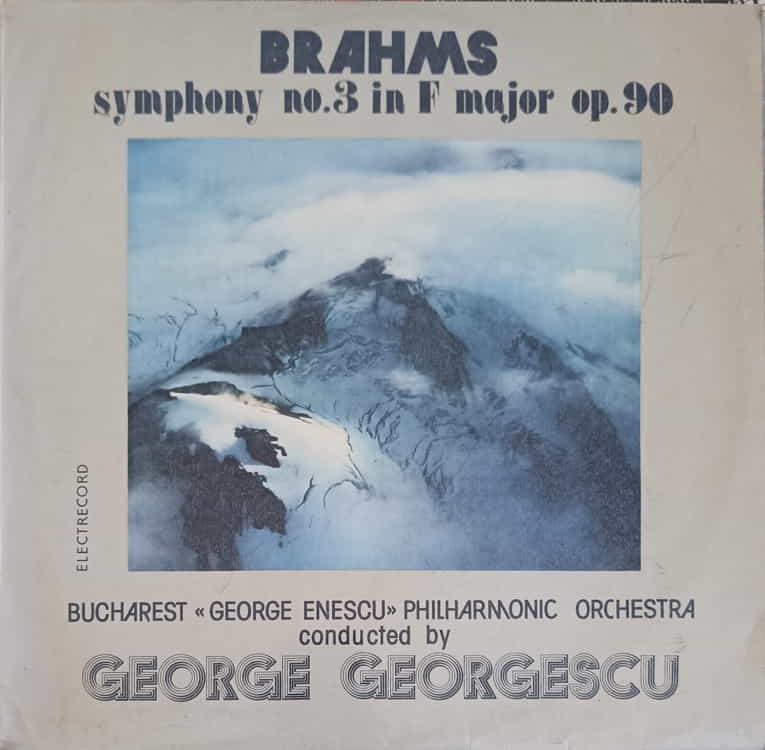 BRAHMS
symphony no.3 in F major op.90
ELECTRECORD
BUCHAREST «GEORGE ENESCU» PHILHARMONIC ORCHESTRA
conducted by
GEORGE GEORGESCU